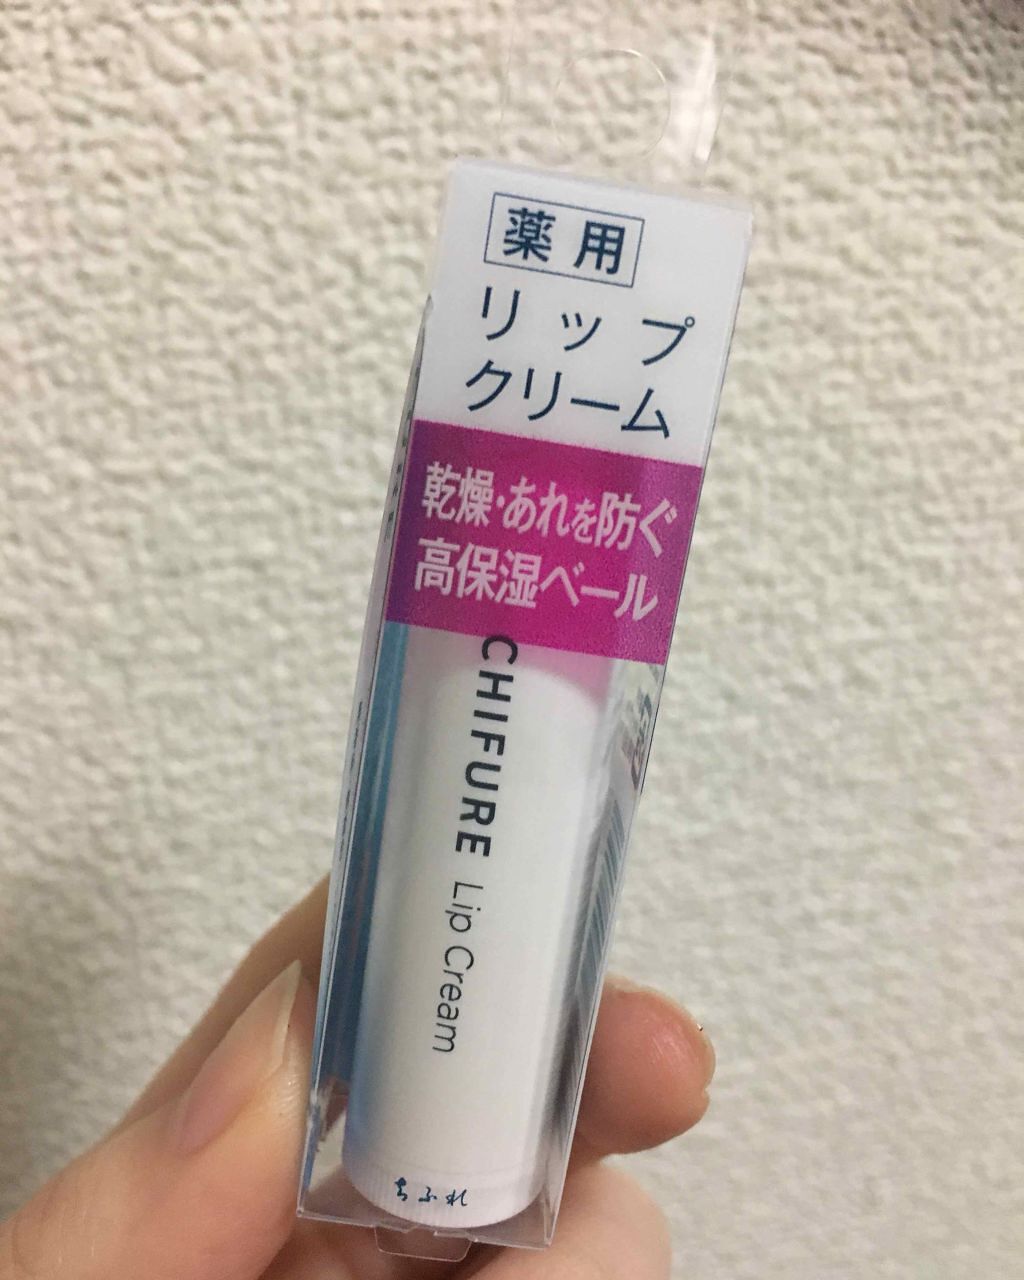 薬用
リップ
クリーム
乾燥・あれを防ぐ
高保湿ベール
CHIFURE Lip Cream
ちふれ